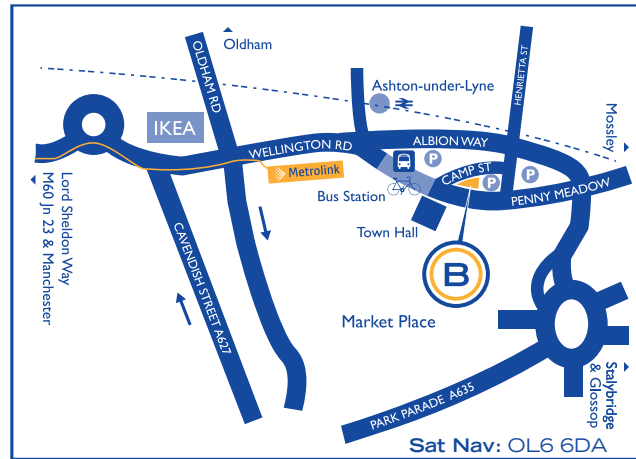 Oldham
OLDHAM RD
Ashton-under-Lyne
HENRIETTA ST
Mossley
IKEA
WELLINGTON RD
ALBION WAY
P
CAMP ST
P
P
PENNY MEADOW
Metrolink
Bus Station
Town Hall
Lord Sheldon Way
M60 Jn 23 & Manchester
CAVENDISH STREET A627
B
Market Place
Stalybridge
& Glossop
PARK PARADE A635
Sat Nav: OL6 6DA